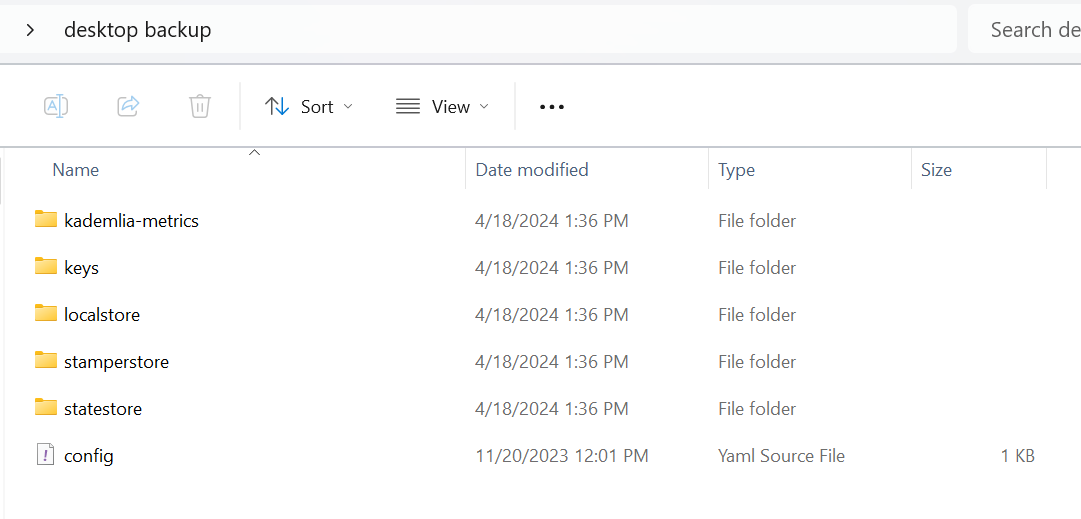 desktop backup
Search de
Sort
View
Name Date modified Type Size
kademlia-metrics 4/18/2024 1:36 PM File folder
keys 4/18/2024 1:36 PM File folder
localstore 4/18/2024 1:36 PM File folder
stamperstore 4/18/2024 1:36 PM File folder
statestore 4/18/2024 1:36 PM File folder
config 11/20/2023 12:01 PM Yaml Source File 1 KB